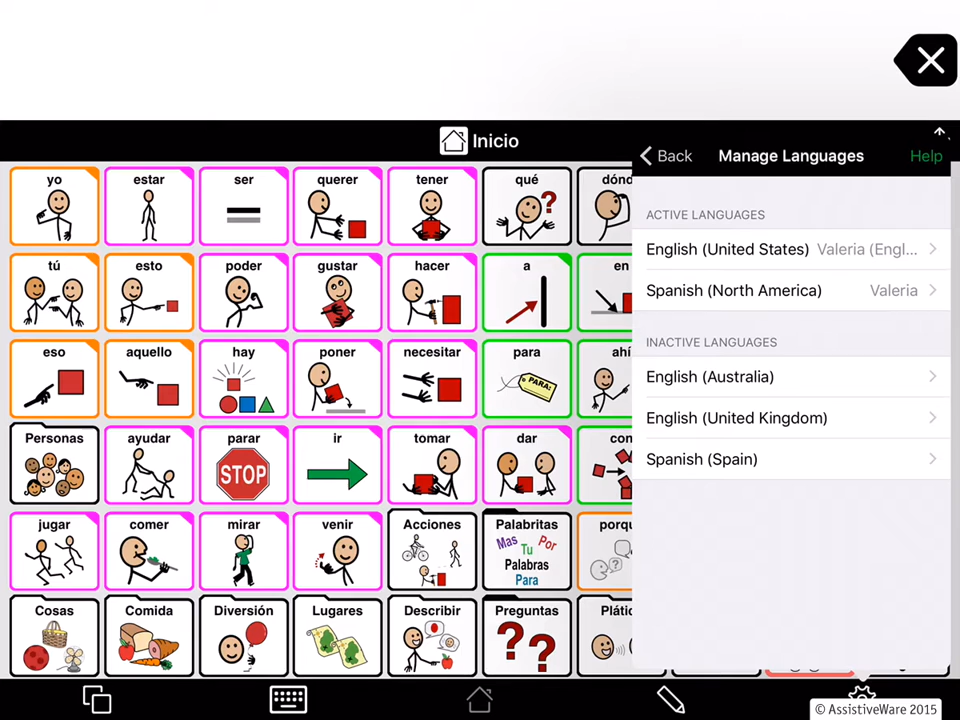 Inicio
Back
Manage Languages
Help
yo
estar
ser
querer
tener
qué
tú
esto
poder
gustar
hacer
a
en
eso
aquello
hay
poner
necesitar
para
PARA:
ahí
Personas
ayudar
parar
STOP
ir
tomar
dar
con
jugar
comer
mirar
venir
Acciones
Palabritas
Mas
Tu
Por
Palabras
Para
Cosas
Comida
Diversión
Lugares
Describir
Preguntas
ACTIVE LANGUAGES
English (United States) Valeria (Engl...
Spanish (North America) Valeria
INACTIVE LANGUAGES
English (Australia)
English (United Kingdom)
Spanish (Spain)
© AssistiveWare 2015